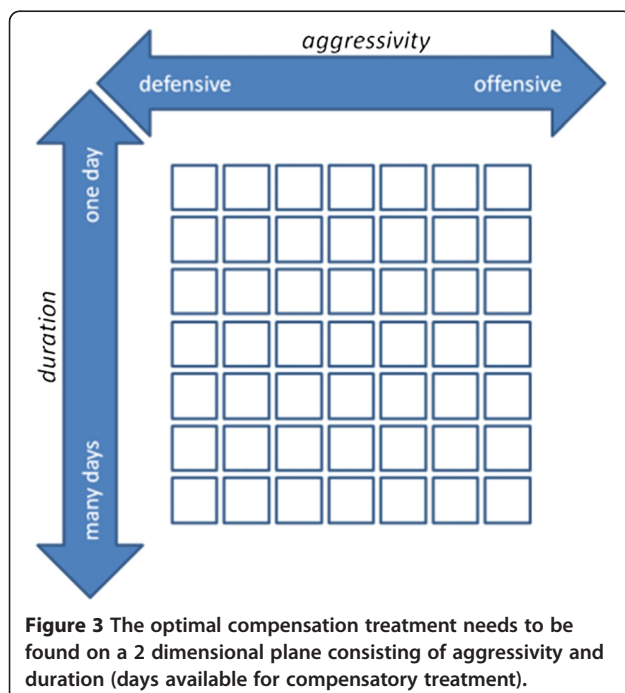 aggressivity
defensive
offensive
one day
duration
many days
Figure 3 The optimal compensation treatment needs to be
found on a 2 dimensional plane consisting of aggressivity and
duration (days available for compensatory treatment).